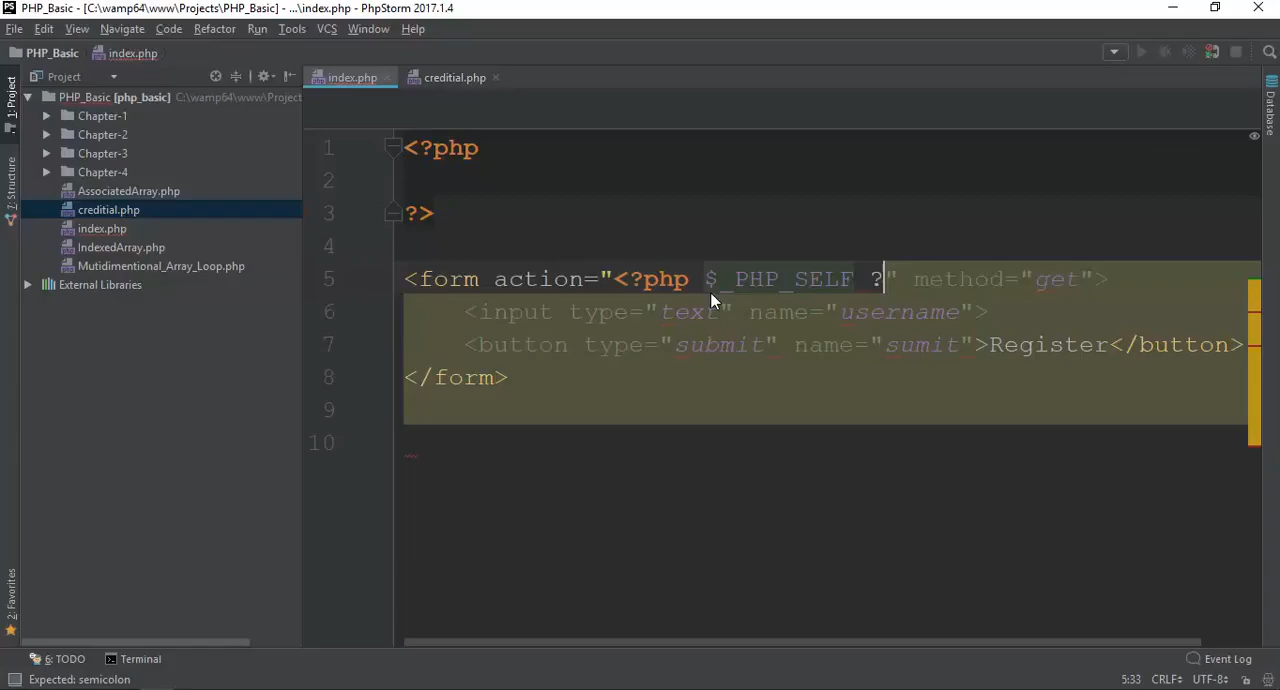 PHP_Basic - [C:\wamp64\www\Projects\PHP_Basic] - ...\index.php - PhpStorm 2017.1.4
File Edit View Navigate Code Refactor Run Tools VCS Window Help
PHP_Basic index.php
Project
index.php
creditial.php
1: Project
7: Structure
2: Favorites
Database
PHP_Basic [php_basic] C:\wamp64\www\Project
Chapter-1
Chapter-2
Chapter-3
Chapter-4
AssociatedArray.php
creditial.php
index.php
IndexedArray.php
Mutidimentional_Array_Loop.php
External Libraries
1 <?php
2
3 ?>
4
5 <form action="<?php $_PHP_SELF ?" method="get">
6 <input type="text" name="username">
7 <button type="submit" name="sumit">Register</button>
8 </form>
9
10
6: TODO Terminal Event Log
Expected: semicolon 5:33 CRLF UTF-8